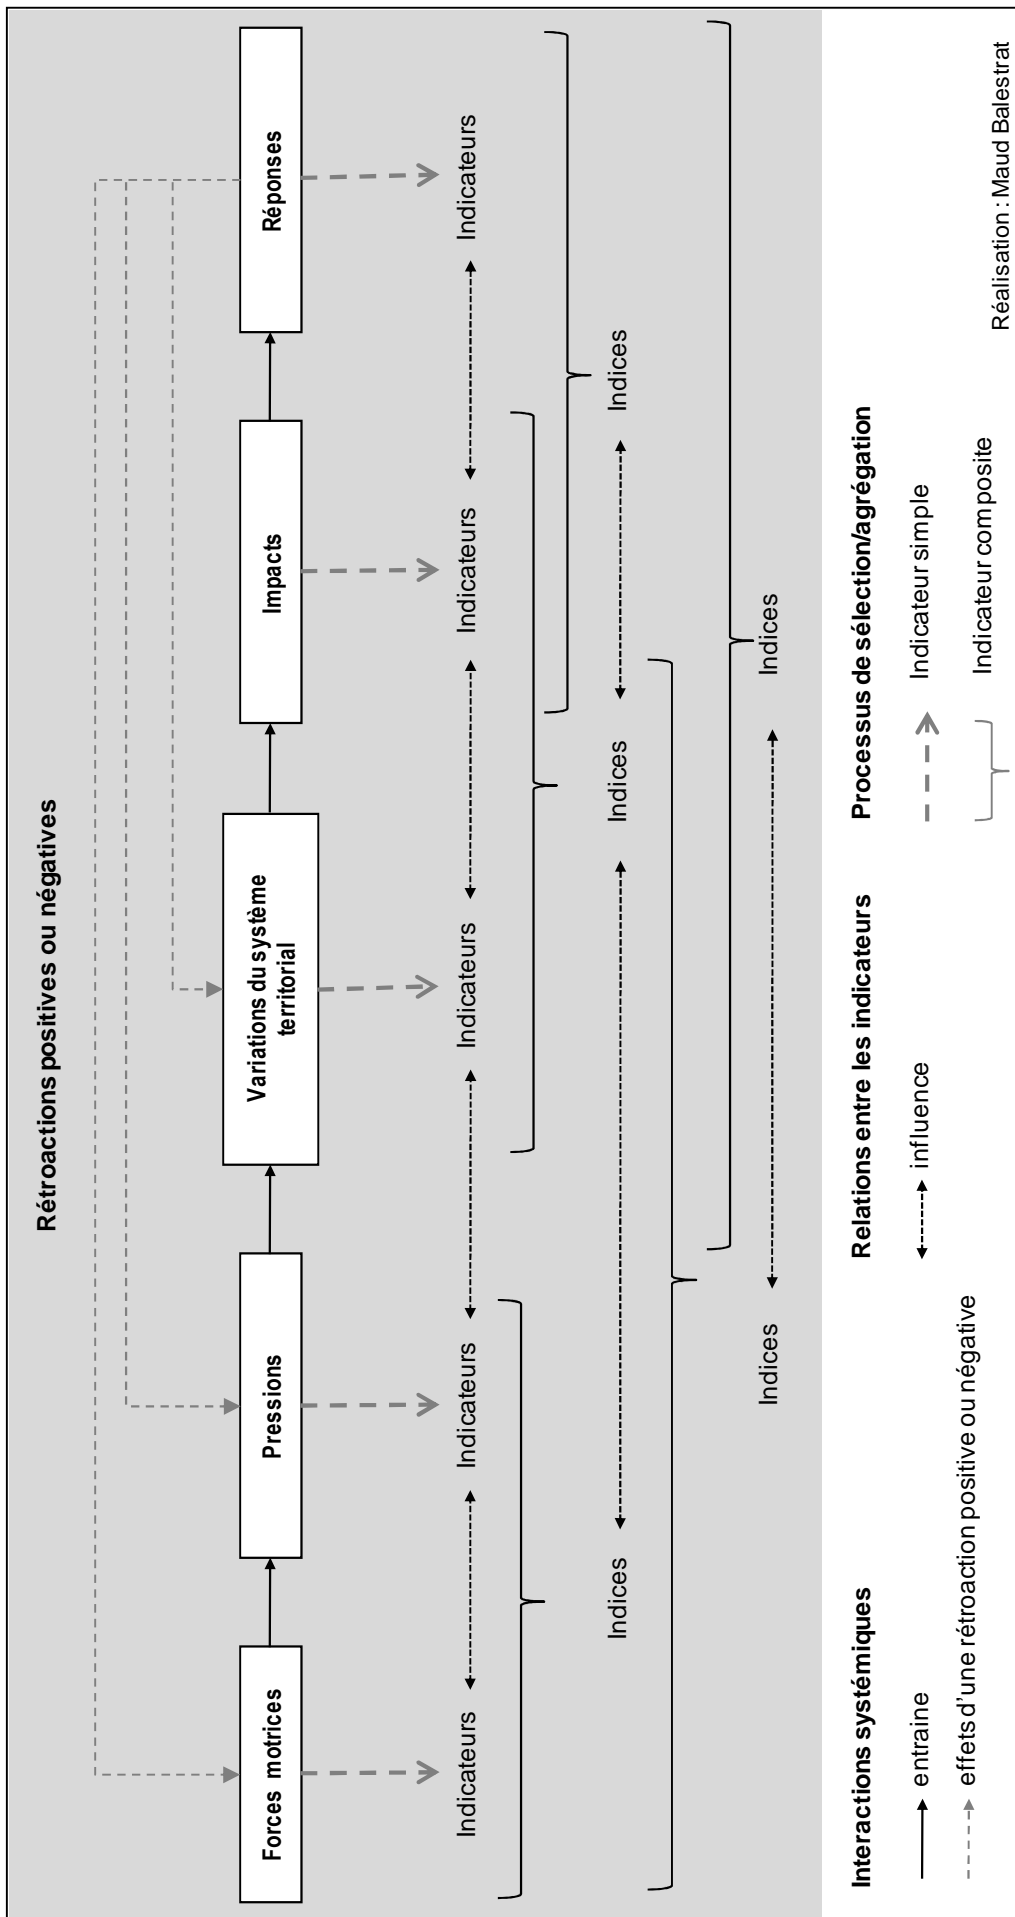 Rétroactions positives ou négatives
Forces motrices
Pressions
Variations du système
territorial
Impacts
Réponses
Indicateurs
Indicateurs
Indicateurs
Indicateurs
Indicateurs
Indices
Indices
Indices
Indices
Indices
Interactions systémiques
entraine
effets d'une rétroaction positive ou négative
Relations entre les indicateurs
influence
Processus de sélection/agrégation
Indicateur simple
Indicateur composite
Réalisation : Maud Balestrat